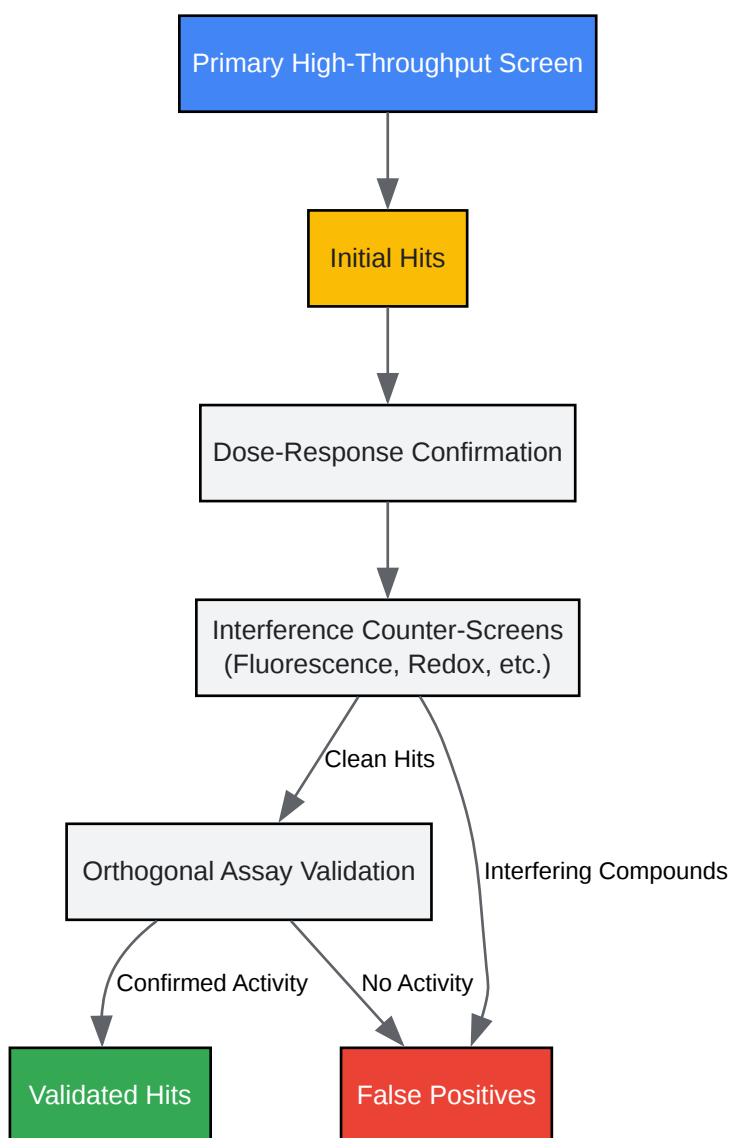 Primary High-Throughput Screen
Initial Hits
Dose-Response Confirmation
Interference Counter-Screens
(Fluorescence, Redox, etc.)
Clean Hits
Orthogonal Assay Validation
Interfering Compounds
Confirmed Activity
No Activity
Validated Hits
False Positives